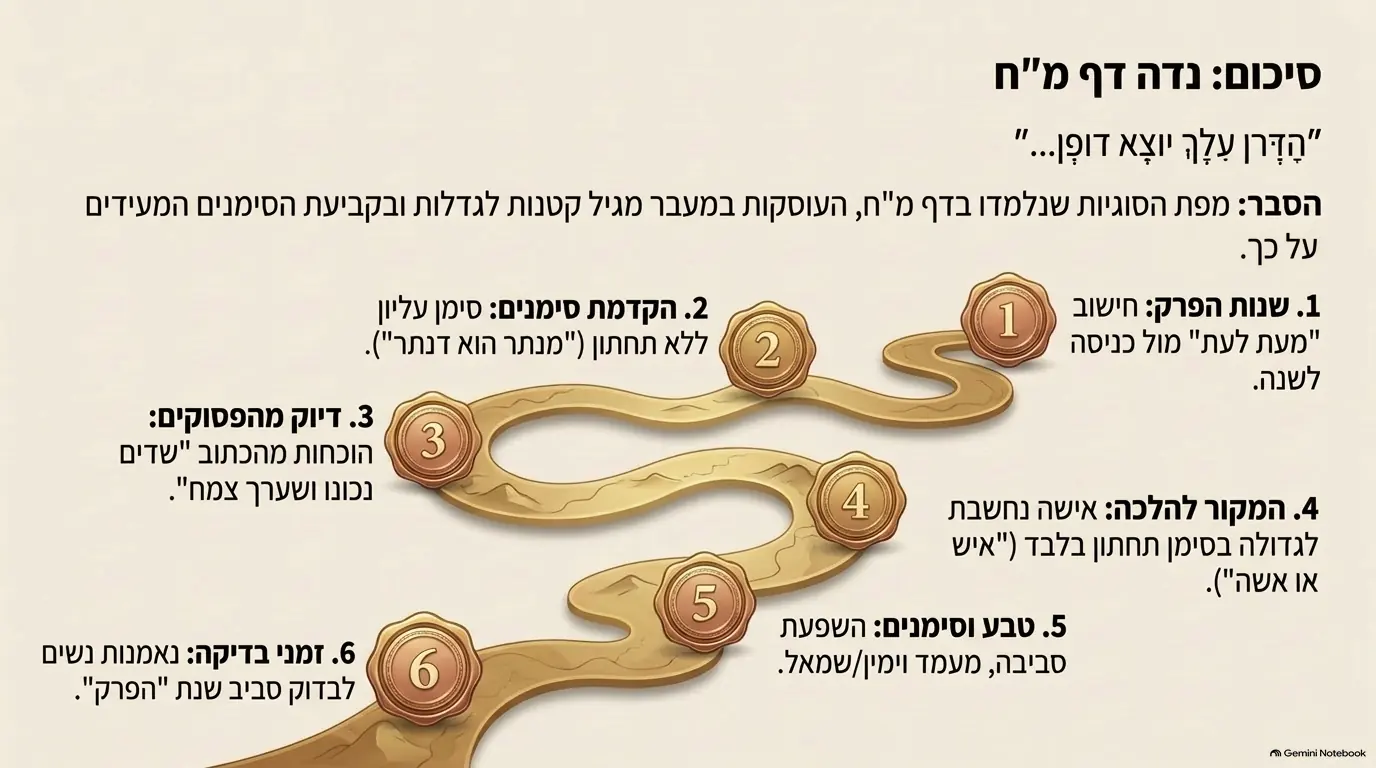 סיכום: נדה דף מ"ח
"הָדְּרן עִלָךְ יוצֵא דופֶן..."
הסבר: מפת הסוגיות שנלמדו בדף מ"ח, העוסקות במעבר מגיל קטנות לגדלות ובקביעת הסימנים המעידים
על כך.
1. שנות הפרק: חישוב
"מעת לעת" מול כניסה
לשנה.
1
2. הקדמת סימנים: סימן עליון
ללא תחתון ("מנתר הוא דנתר").
2
3. דיוק מהפסוקים:
הוכחות מהכתוב "שדים
נכונו ושערך צמח".
3
4. המקור להלכה: אישה נחשבת
לגדולה בסימן תחתון בלבד ("איש
או אשה").
4
5. טבע וסימנים: השפעת
סביבה, מעמד וימין/שמאל.
5
6. זמני בדיקה: נאמנות נשים
לבדוק סביב שנת "הפרק".
6
Gemini Notebook